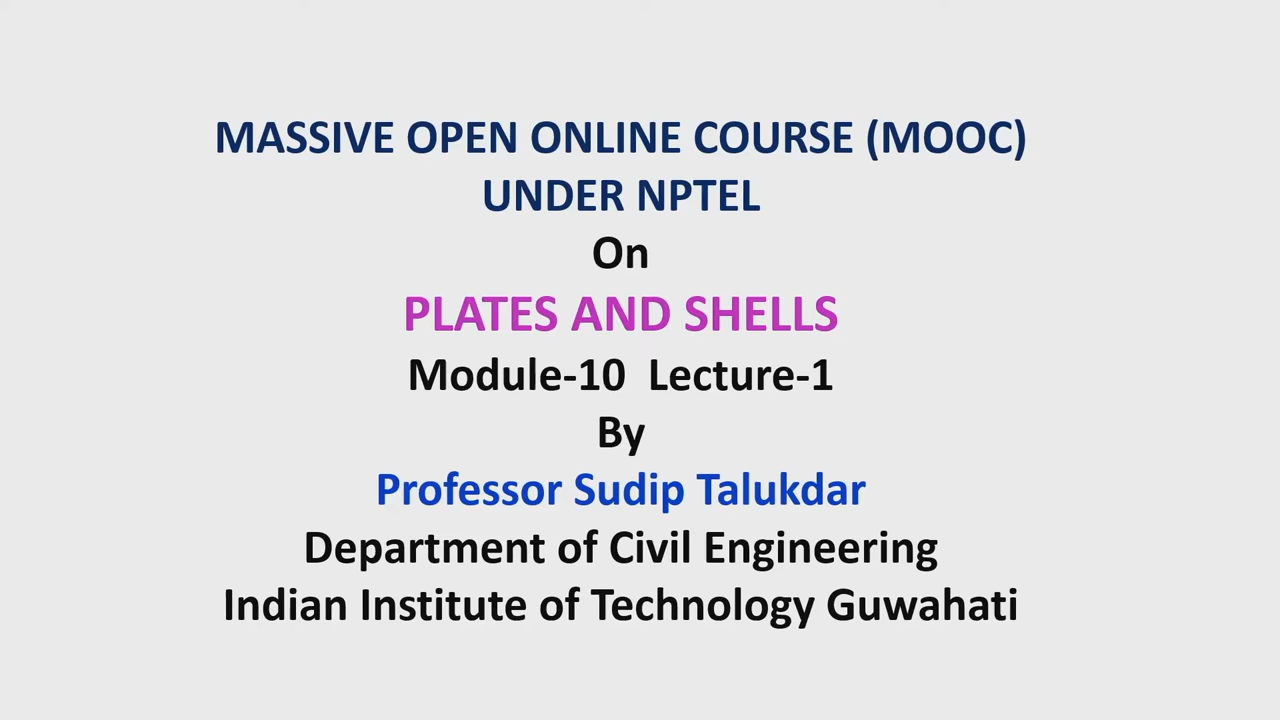 MASSIVE OPEN ONLINE COURSE (MOOC)
UNDER NPTEL
On
PLATES AND SHELLS
Module-10 Lecture-1
By
Professor Sudip Talukdar
Department of Civil Engineering
Indian Institute of Technology Guwahati